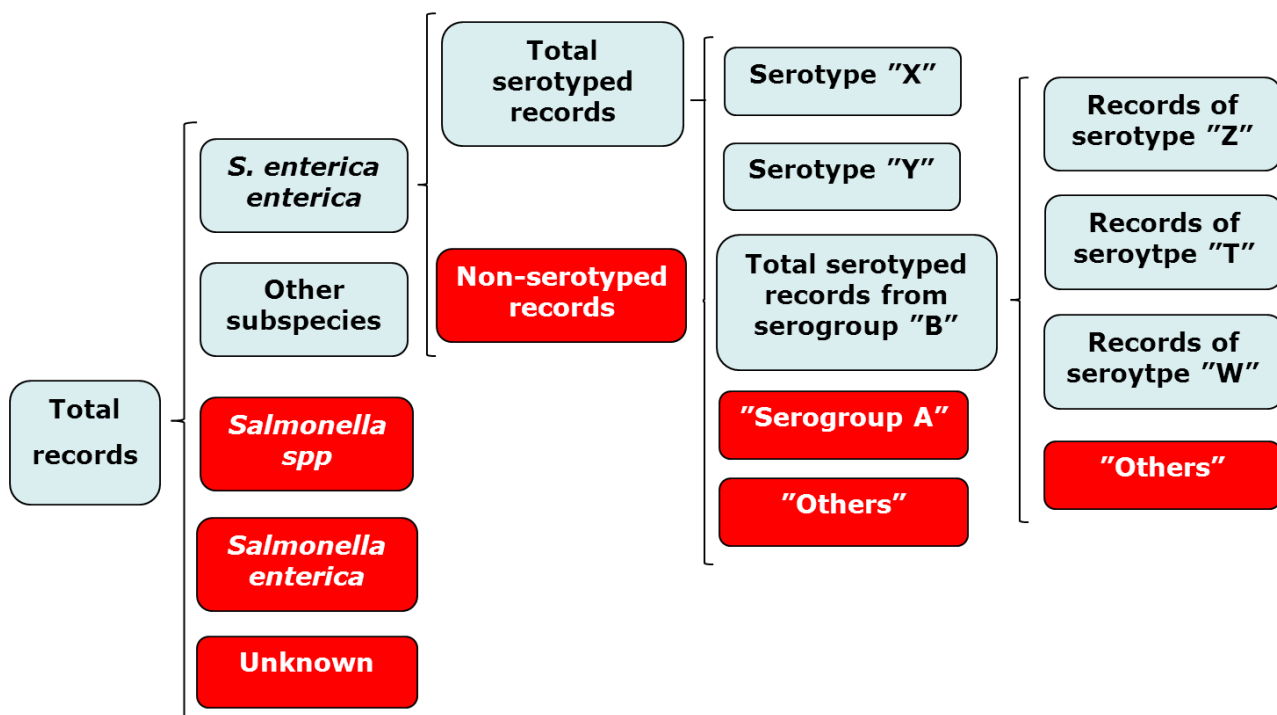 Total
records
S. enterica
enterica
Other
subspecies
Salmonella
spp
Salmonella
enterica
Unknown
Total
serotyped
records
Non-serotyped
records
Serotype ”X”
Serotype ”Y”
Total serotyped
records from
serogroup ”B”
”Serogroup A”
”Others”
Records of
serotype ”Z”
Records of
seroytpe ”T”
Records of
seroytpe ”W”
”Others”